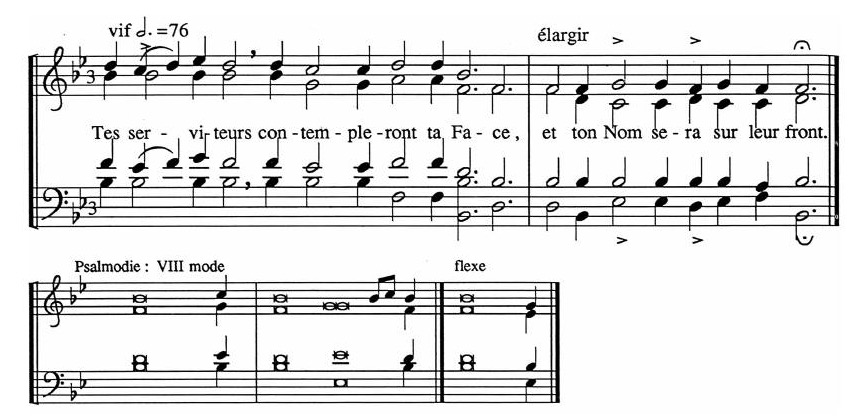 vif 𝅗𝅥. =76
élargir
Tes ser - vi-teurs con-tem-ple-ront ta Fa-ce, et ton Nom se-ra sur leur front.
Psalmodie : VIII mode
flexe